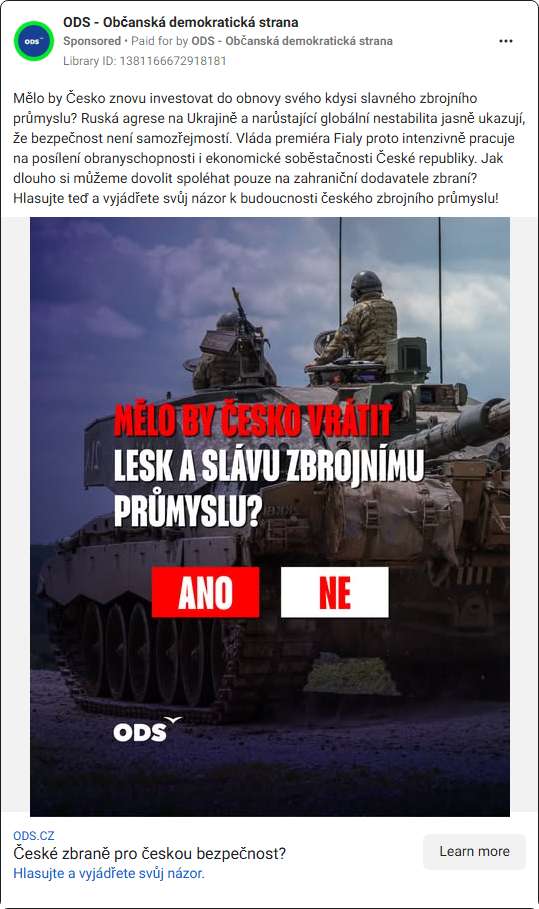 ODS - Občanská demokratická strana
Sponsored • Paid for by ODS - Občanská demokratická strana
Library ID: 1381166672918181
Mělo by Česko znovu investovat do obnovy svého kdysi slavného zbrojního
průmyslu? Ruská agrese na Ukrajině a narůstající globální nestabilita jasně ukazují,
že bezpečnost není samozřejmostí. Vláda premiéra Fialy proto intenzivně pracuje
na posílení obranyschopnosti i ekonomické soběstačnosti České republiky. Jak
dlouho si můžeme dovolit spoléhat pouze na zahraniční dodavatele zbraní?
Hlasujte teď a vyjádřete svůj názor k budoucnosti českého zbrojního průmyslu!
MĚLO BY ČESKO VRÁTIT
LESK A SLÁVU ZBROJNÍMU
PRŮMYSLU?
ANO NE
ODS
ODS.CZ
České zbraně pro českou bezpečnost?
Hlasujte a vyjádřete svůj názor.
Learn more